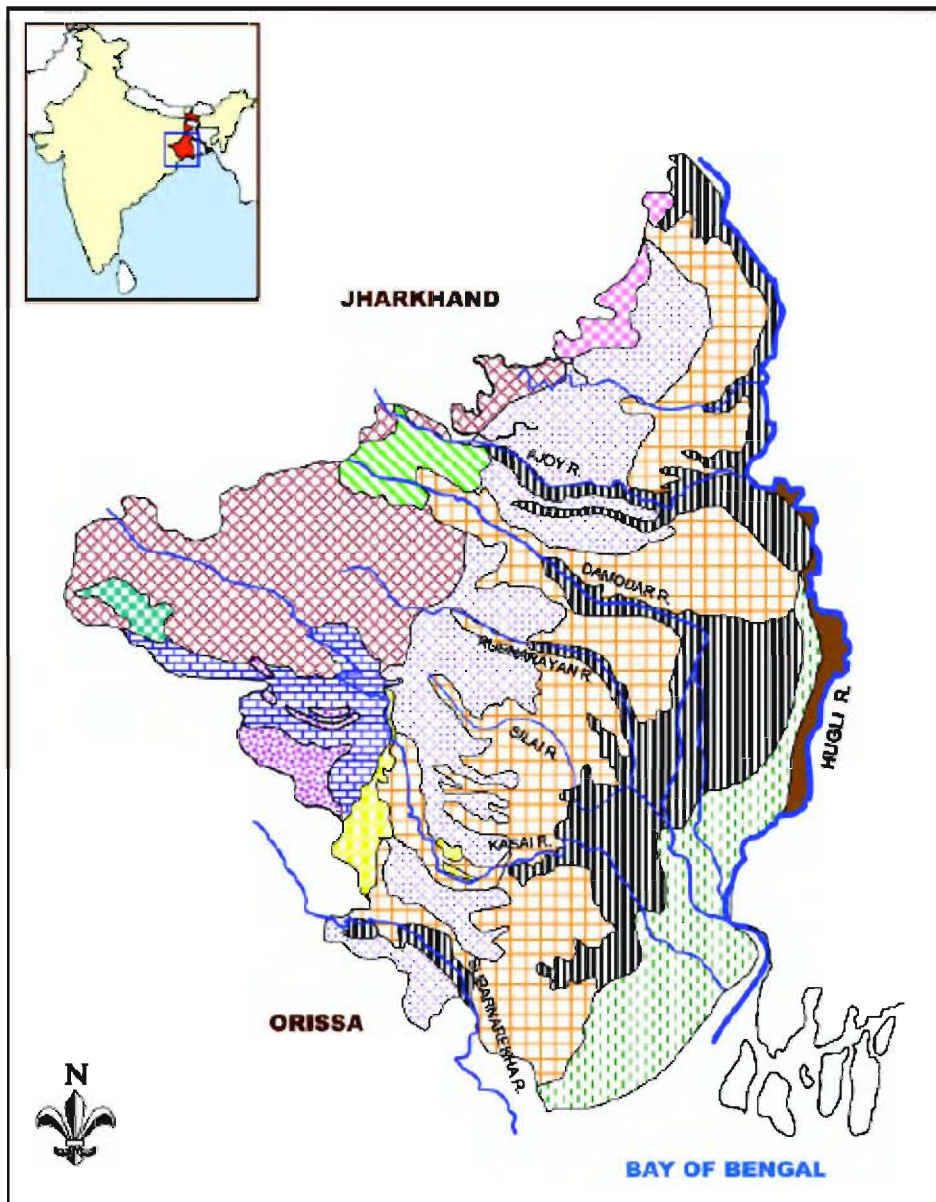 JHARKHAND
AJOY R.
DAMODAR R.
RUPNARAYAN R.
HUGLI R.
SILAI R.
KASAI R.
SUBARNAREKHA R.
ORISSA
N
BAY OF BENGAL